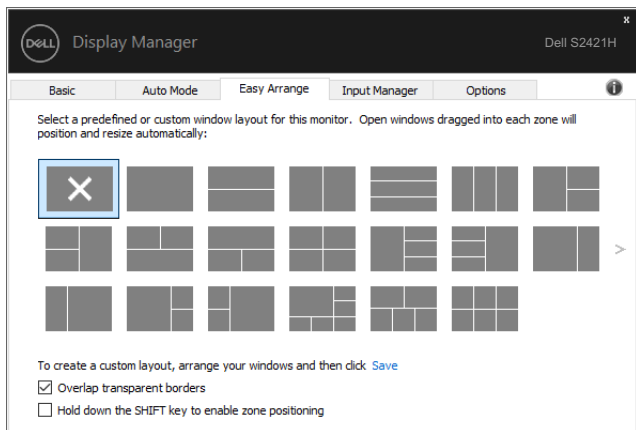 x
DELL Display Manager Dell S2421H
Basic Auto Mode Easy Arrange Input Manager Options i
Select a predefined or custom window layout for this monitor. Open windows dragged into each zone will
position and resize automatically:
>
To create a custom layout, arrange your windows and then click Save
Overlap transparent borders
Hold down the SHIFT key to enable zone positioning